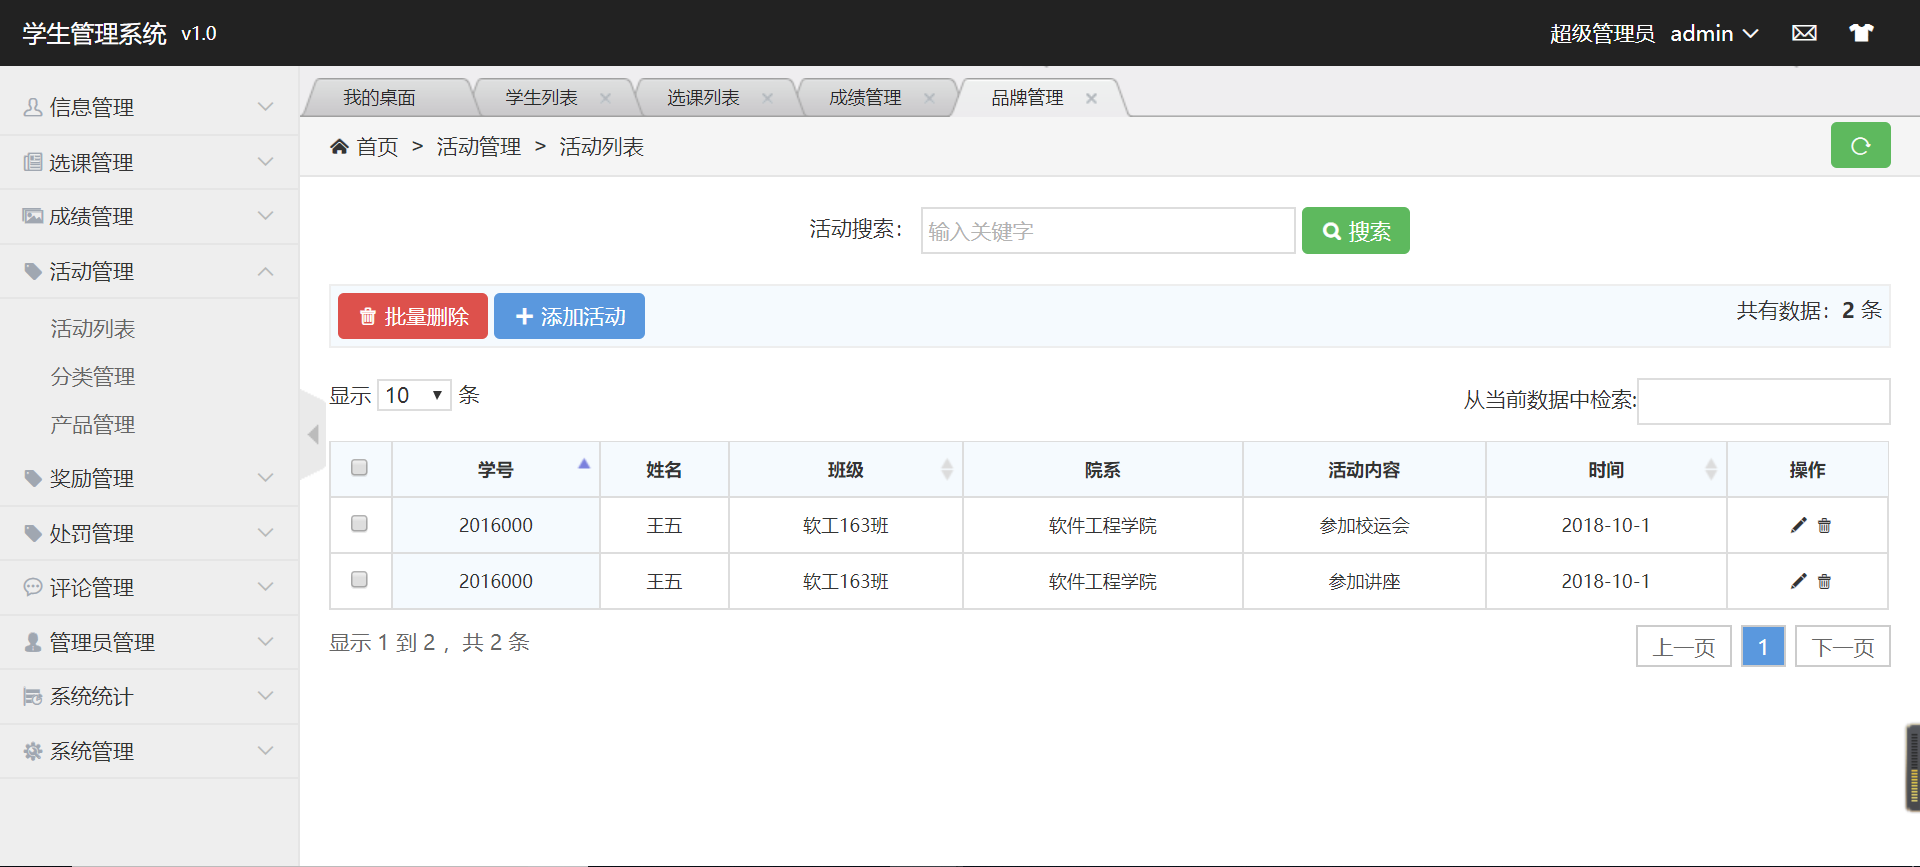 学生管理系统 v1.0
超级管理员 admin
信息管理
选课管理
成绩管理
活动管理
活动列表
分类管理
产品管理
奖励管理
处罚管理
评论管理
管理员管理
系统统计
系统管理
我的桌面 学生列表 选课列表 成绩管理 品牌管理
首页 > 活动管理 > 活动列表
活动搜索： 输入关键字 搜索
批量删除 添加活动 共有数据：2 条
显示 10 条 从当前数据中检索:
学号 姓名 班级 院系 活动内容 时间 操作
2016000 王五 软工163班 软件工程学院 参加校运会 2018-10-1
2016000 王五 软工163班 软件工程学院 参加讲座 2018-10-1
显示 1 到 2 ，共 2 条 上一页 1 下一页